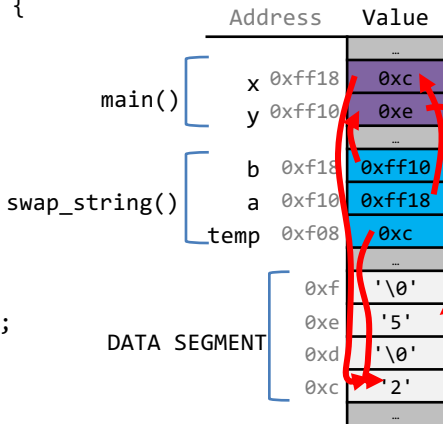 {
Address Value
…
x 0xff18 0xc
main()
y 0xff10 0xe
…
b 0xf18 0xff10
swap_string() a 0xf10 0xff18
temp 0xf08 0xc
…
0xf '\0'
; 0xe '5'
DATA SEGMENT
0xd '\0'
0xc '2'
…